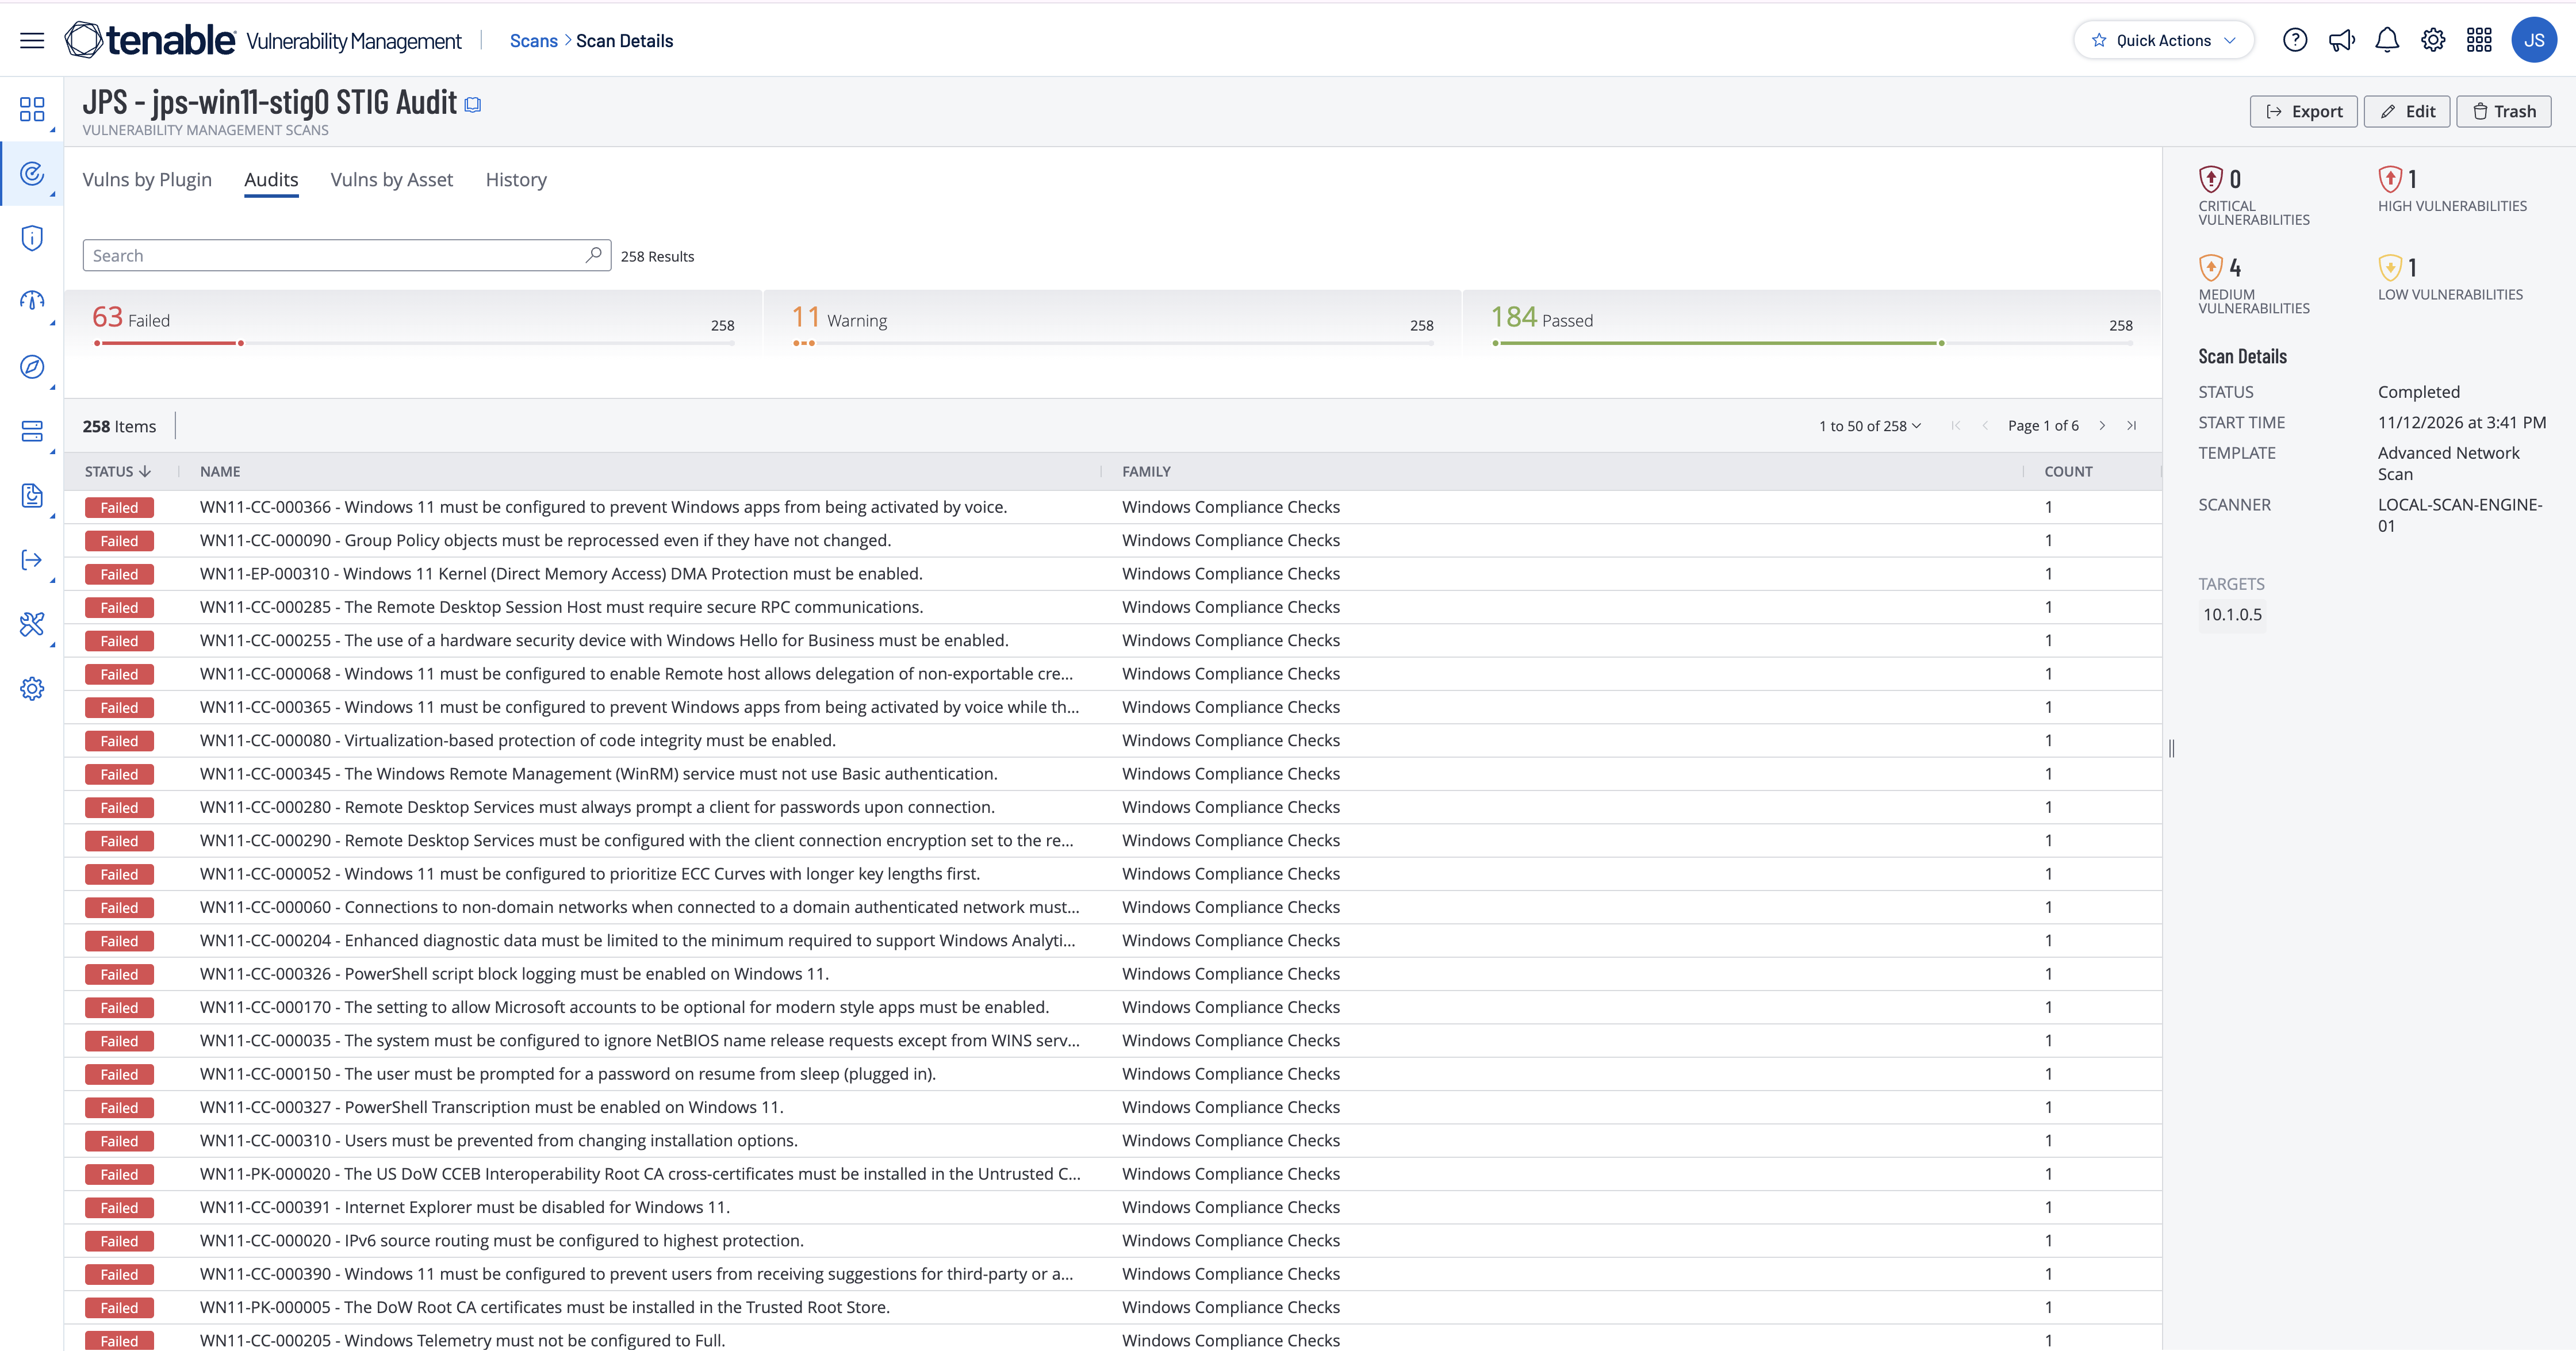 tenable Vulnerability Management Scans > Scan Details Quick Actions JS
JPS - jps-win11-stig0 STIG Audit
VULNERABILITY MANAGEMENT SCANS
Export Edit Trash
Vulns by Plugin Audits Vulns by Asset History
Search 258 Results
63 Failed 258 11 Warning 258 184 Passed 258
258 Items 1 to 50 of 258 Page 1 of 6
STATUS NAME FAMILY COUNT
Failed WN11-CC-000366 - Windows 11 must be configured to prevent Windows apps from being activated by voice. Windows Compliance Checks 1
Failed WN11-CC-000090 - Group Policy objects must be reprocessed even if they have not changed. Windows Compliance Checks 1
Failed WN11-EP-000310 - Windows 11 Kernel (Direct Memory Access) DMA Protection must be enabled. Windows Compliance Checks 1
Failed WN11-CC-000285 - The Remote Desktop Session Host must require secure RPC communications. Windows Compliance Checks 1
Failed WN11-CC-000255 - The use of a hardware security device with Windows Hello for Business must be enabled. Windows Compliance Checks 1
Failed WN11-CC-000068 - Windows 11 must be configured to enable Remote host allows delegation of non-exportable cre... Windows Compliance Checks 1
Failed WN11-CC-000365 - Windows 11 must be configured to prevent Windows apps from being activated by voice while th... Windows Compliance Checks 1
Failed WN11-CC-000080 - Virtualization-based protection of code integrity must be enabled. Windows Compliance Checks 1
Failed WN11-CC-000345 - The Windows Remote Management (WinRM) service must not use Basic authentication. Windows Compliance Checks 1
Failed WN11-CC-000280 - Remote Desktop Services must always prompt a client for passwords upon connection. Windows Compliance Checks 1
Failed WN11-CC-000290 - Remote Desktop Services must be configured with the client connection encryption set to the re... Windows Compliance Checks 1
Failed WN11-CC-000052 - Windows 11 must be configured to prioritize ECC Curves with longer key lengths first. Windows Compliance Checks 1
Failed WN11-CC-000060 - Connections to non-domain networks when connected to a domain authenticated network must... Windows Compliance Checks 1
Failed WN11-CC-000204 - Enhanced diagnostic data must be limited to the minimum required to support Windows Analyti... Windows Compliance Checks 1
Failed WN11-CC-000326 - PowerShell script block logging must be enabled on Windows 11. Windows Compliance Checks 1
Failed WN11-CC-000170 - The setting to allow Microsoft accounts to be optional for modern style apps must be enabled. Windows Compliance Checks 1
Failed WN11-CC-000035 - The system must be configured to ignore NetBIOS name release requests except from WINS serv... Windows Compliance Checks 1
Failed WN11-CC-000150 - The user must be prompted for a password on resume from sleep (plugged in). Windows Compliance Checks 1
Failed WN11-CC-000327 - PowerShell Transcription must be enabled on Windows 11. Windows Compliance Checks 1
Failed WN11-CC-000310 - Users must be prevented from changing installation options. Windows Compliance Checks 1
Failed WN11-PK-000020 - The US DoW CCEB Interoperability Root CA cross-certificates must be installed in the Untrusted C... Windows Compliance Checks 1
Failed WN11-CC-000391 - Internet Explorer must be disabled for Windows 11. Windows Compliance Checks 1
Failed WN11-CC-000020 - IPv6 source routing must be configured to highest protection. Windows Compliance Checks 1
Failed WN11-CC-000390 - Windows 11 must be configured to prevent users from receiving suggestions for third-party or a... Windows Compliance Checks 1
Failed WN11-PK-000005 - The DoW Root CA certificates must be installed in the Trusted Root Store. Windows Compliance Checks 1
Failed WN11-CC-000205 - Windows Telemetry must not be configured to Full. Windows Compliance Checks 1
0 1
CRITICAL VULNERABILITIES HIGH VULNERABILITIES
4 1
MEDIUM VULNERABILITIES LOW VULNERABILITIES
Scan Details
STATUS Completed
START TIME 11/12/2026 at 3:41 PM
TEMPLATE Advanced Network
Scan
SCANNER LOCAL-SCAN-ENGINE-
01
TARGETS
10.1.0.5